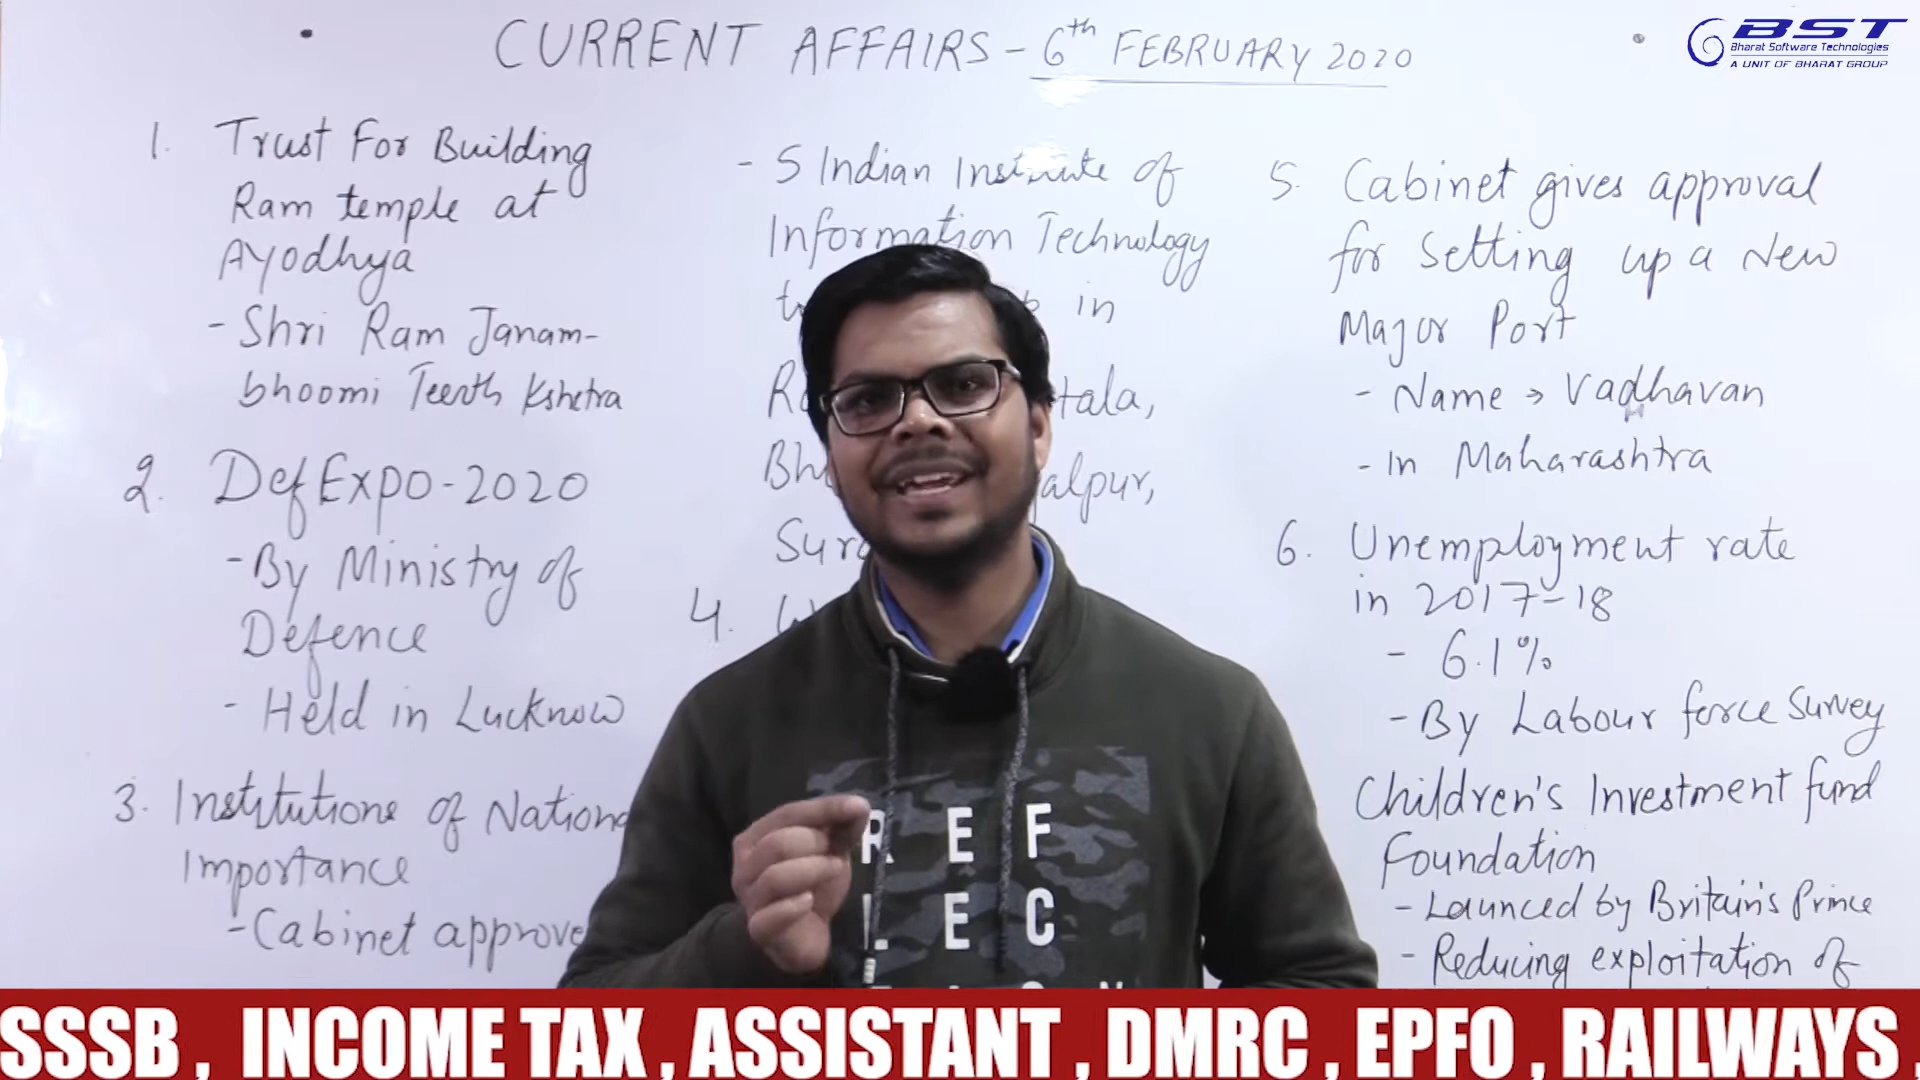 CURRENT AFFAIRS - 6th FEBRUARY 2020
BST
Bharat Software Technologies
A UNIT OF BHARAT GROUP
1. Trust For Building
Ram temple at
Ayodhya
- Shri Ram Janam-
bhoomi Teerth Kshetra
2. DefExpo-2020
- By Ministry of
Defence
- Held in Lucknow
3. Institutions of Nationa
Importance
- Cabinet approve
- 5 Indian Institute of
Information Technology
in
tala,
Bh alpur,
Sura
4.
5. Cabinet gives approval
for Setting up a New
Major Port
- Name → Vadhavan
- In Maharashtra
6. Unemployment rate
in 2017-18
- 6.1%
- By Labour force Survey
Children's Investment fund
Foundation
- Launced by Britain's Prince
- Reducing exploitation of
REF
LEC
SSSB , INCOME TAX , ASSISTANT , DMRC , EPFO , RAILWAYS ,